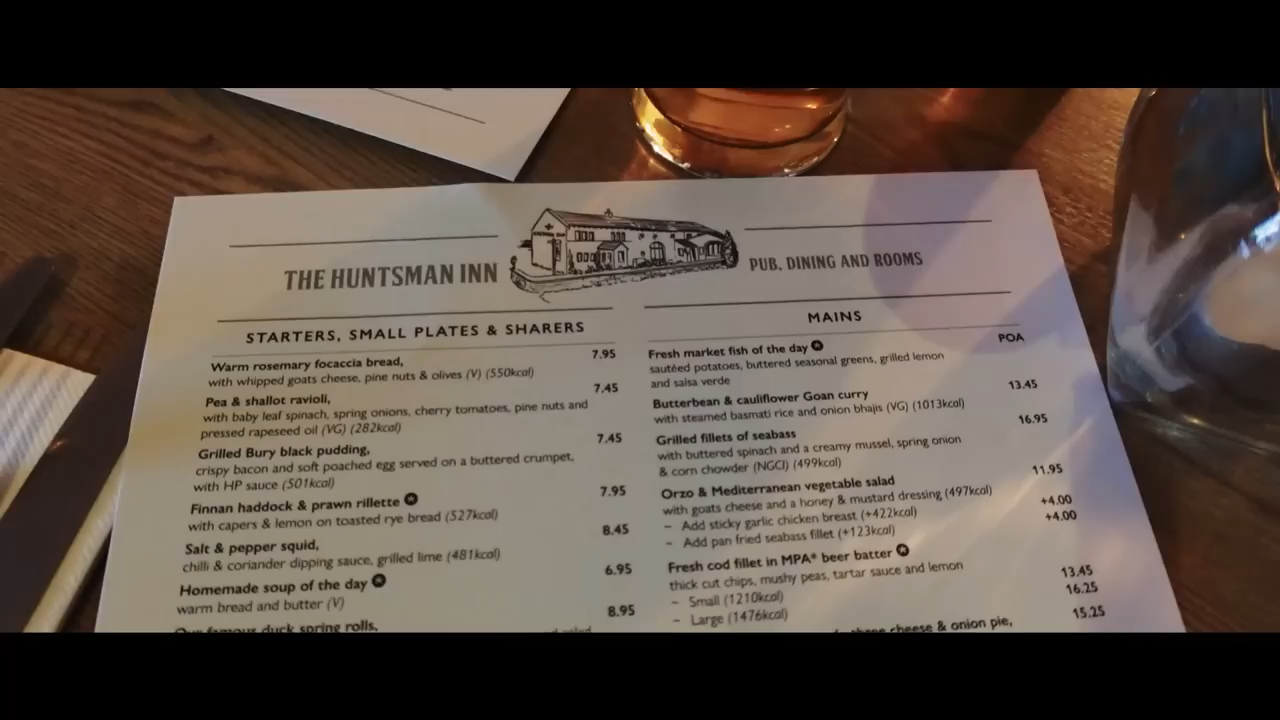 THE HUNTSMAN INN
PUB, DINING AND ROOMS
STARTERS, SMALL PLATES & SHARERS
Warm rosemary focaccia bread, 7.95
with whipped goats cheese, pine nuts & olives (V) (550kcal)
Pea & shallot ravioli, 7.45
with baby leaf spinach, spring onions, cherry tomatoes, pine nuts and
pressed rapeseed oil (VG) (282kcal)
Grilled Bury black pudding, 7.45
crispy bacon and soft poached egg served on a buttered crumpet,
with HP sauce (501kcal)
Finnan haddock & prawn rillette 7.95
with capers & lemon on toasted rye bread (527kcal)
Salt & pepper squid, 8.45
chilli & coriander dipping sauce, grilled lime (481kcal)
Homemade soup of the day 6.95
warm bread and butter (V)
Our famous duck spring rolls, 8.95
MAINS
Fresh market fish of the day POA
sautéed potatoes, buttered seasonal greens, grilled lemon
and salsa verde
Butterbean & cauliflower Goan curry 13.45
with steamed basmati rice and onion bhajis (VG) (1013kcal)
Grilled fillets of seabass 16.95
with buttered spinach and a creamy mussel, spring onion
& corn chowder (NGCI) (499kcal)
Orzo & Mediterranean vegetable salad 11.95
with goats cheese and a honey & mustard dressing (497kcal)
– Add sticky garlic chicken breast (+422kcal) +4.00
– Add pan fried seabass fillet (+123kcal) +4.00
Fresh cod fillet in MPA* beer batter
thick cut chips, mushy peas, tartar sauce and lemon
– Small (1210kcal) 13.45
– Large (1476kcal) 16.25
three cheese & onion pie, 15.25